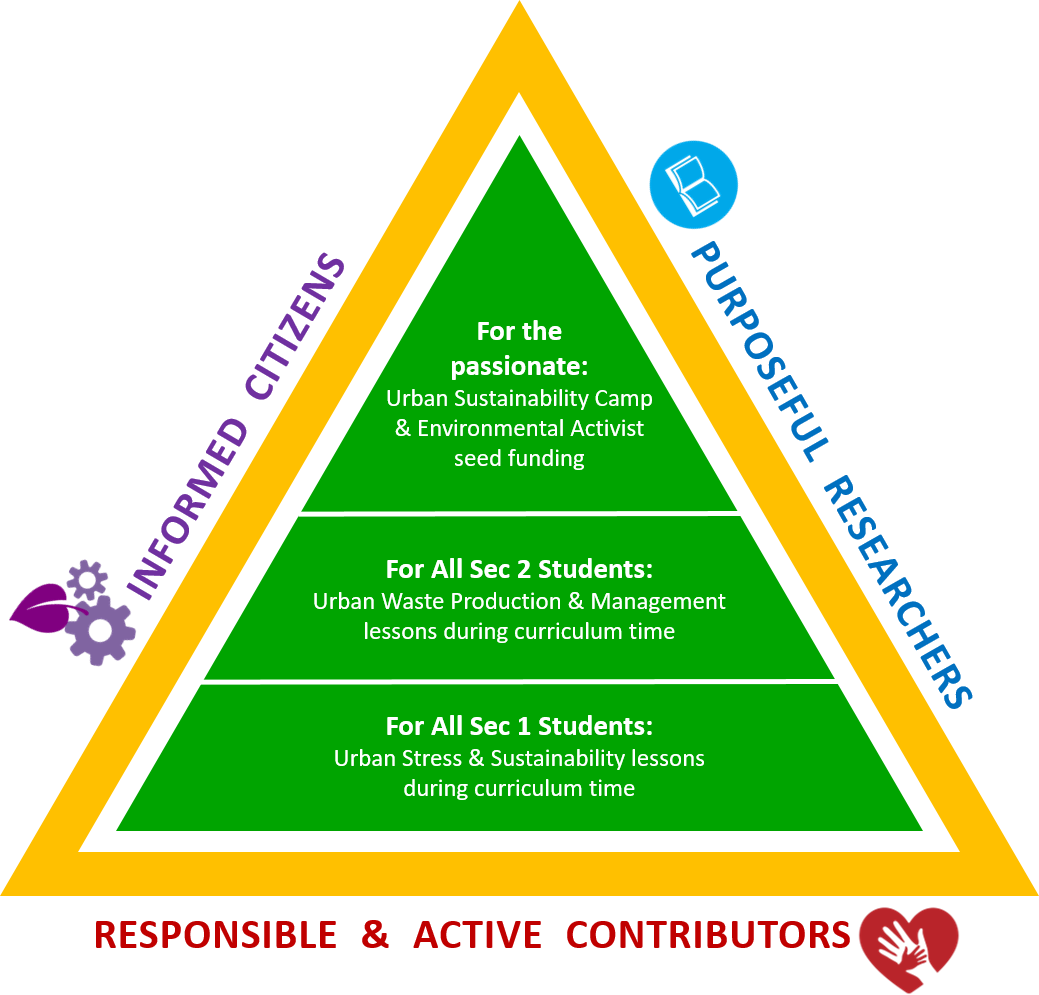 INFORMED CITIZENS
PURPOSEFUL RESEARCHERS
For the
passionate:
Urban Sustainability Camp
& Environmental Activist
seed funding
For All Sec 2 Students:
Urban Waste Production & Management
lessons during curriculum time
For All Sec 1 Students:
Urban Stress & Sustainability lessons
during curriculum time
RESPONSIBLE & ACTIVE CONTRIBUTORS